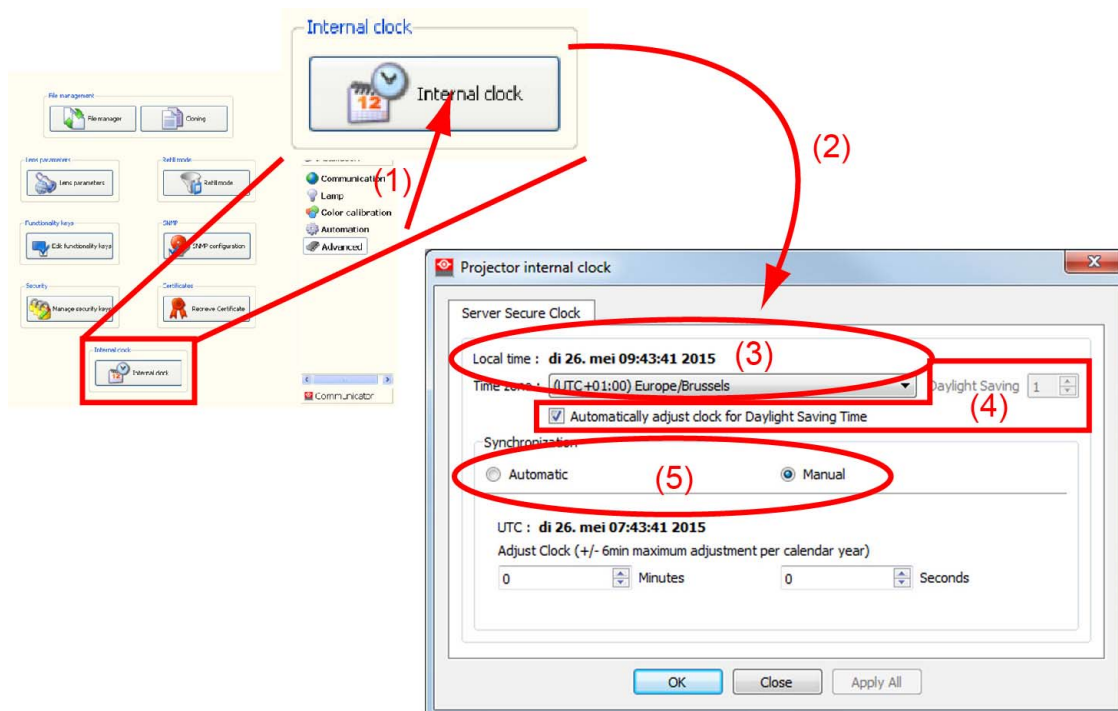 Internal clock
Internal clock
(1)
(2)
File management
File manager
Cloning
Lens parameters
Lens parameters
Refill mode
Refill mode
Functionality keys
Edit functionality keys
SNMP
SNMP configuration
Security
Manage security keys
Certificates
Retrieve Certificate
Internal clock
Internal clock
Communication
Lamp
Color calibration
Automation
Advanced
Communicator
Projector internal clock
Server Secure Clock
Local time : di 26. mei 09:43:41 2015
(3)
Time zone : (UTC+01:00) Europe/Brussels
Daylight Saving 1
(4)
Automatically adjust clock for Daylight Saving Time
Synchronization
Automatic
(5)
Manual
UTC : di 26. mei 07:43:41 2015
Adjust Clock (+/- 6min maximum adjustment per calendar year)
0 Minutes 0 Seconds
OK Close Apply All